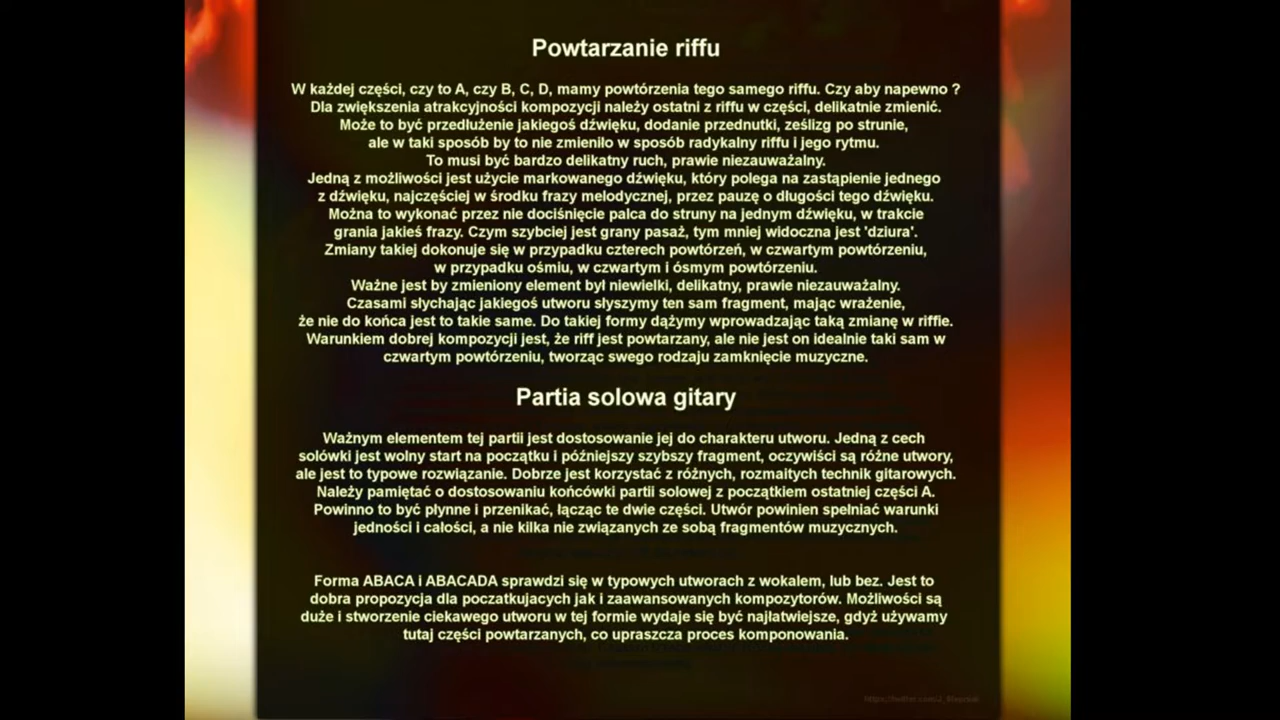 Powtarzanie riffu
W każdej części, czy to A, czy B, C, D, mamy powtórzenia tego samego riffu. Czy aby napewno ?
Dla zwiększenia atrakcyjności kompozycji należy ostatni z riffu w części, delikatnie zmienić.
Może to być przedłużenie jakiegoś dźwięku, dodanie przednutki, ześlizg po strunie,
ale w taki sposób by to nie zmieniło w sposób radykalny riffu i jego rytmu.
To musi być bardzo delikatny ruch, prawie niezauważalny.
Jedną z możliwości jest użycie markowanego dźwięku, który polega na zastąpienie jednego
z dźwięku, najczęściej w środku frazy melodycznej, przez pauzę o długości tego dźwięku.
Można to wykonać przez nie dociśnięcie palca do struny na jednym dźwięku, w trakcie
grania jakieś frazy. Czym szybciej jest grany pasaż, tym mniej widoczna jest 'dziura'.
Zmiany takiej dokonuje się w przypadku czterech powtórzeń, w czwartym powtórzeniu,
w przypadku ośmiu, w czwartym i ósmym powtórzeniu.
Ważne jest by zmieniony element był niewielki, delikatny, prawie niezauważalny.
Czasami słychając jakiegoś utworu słyszymy ten sam fragment, mając wrażenie,
że nie do końca jest to takie same. Do takiej formy dążymy wprowadzając taką zmianę w riffie.
Warunkiem dobrej kompozycji jest, że riff jest powtarzany, ale nie jest on idealnie taki sam w
czwartym powtórzeniu, tworząc swego rodzaju zamknięcie muzyczne.
Partia solowa gitary
Ważnym elementem tej partii jest dostosowanie jej do charakteru utworu. Jedną z cech
solówki jest wolny start na początku i późniejszy szybszy fragment, oczywiści są różne utwory,
ale jest to typowe rozwiązanie. Dobrze jest korzystać z różnych, rozmaitych technik gitarowych.
Należy pamiętać o dostosowaniu końcówki partii solowej z początkiem ostatniej części A.
Powinno to być płynne i przenikać, łącząc te dwie części. Utwór powinien spełniać warunki
jedności i całości, a nie kilka nie związanych ze sobą fragmentów muzycznych.
Forma ABACA i ABACADA sprawdzi się w typowych utworach z wokalem, lub bez. Jest to
dobra propozycja dla poczatkujacych jak i zaawansowanych kompozytorów. Możliwości są
duże i stworzenie ciekawego utworu w tej formie wydaje się być najłatwiejsze, gdyż używamy
tutaj części powtarzanych, co upraszcza proces komponowania.